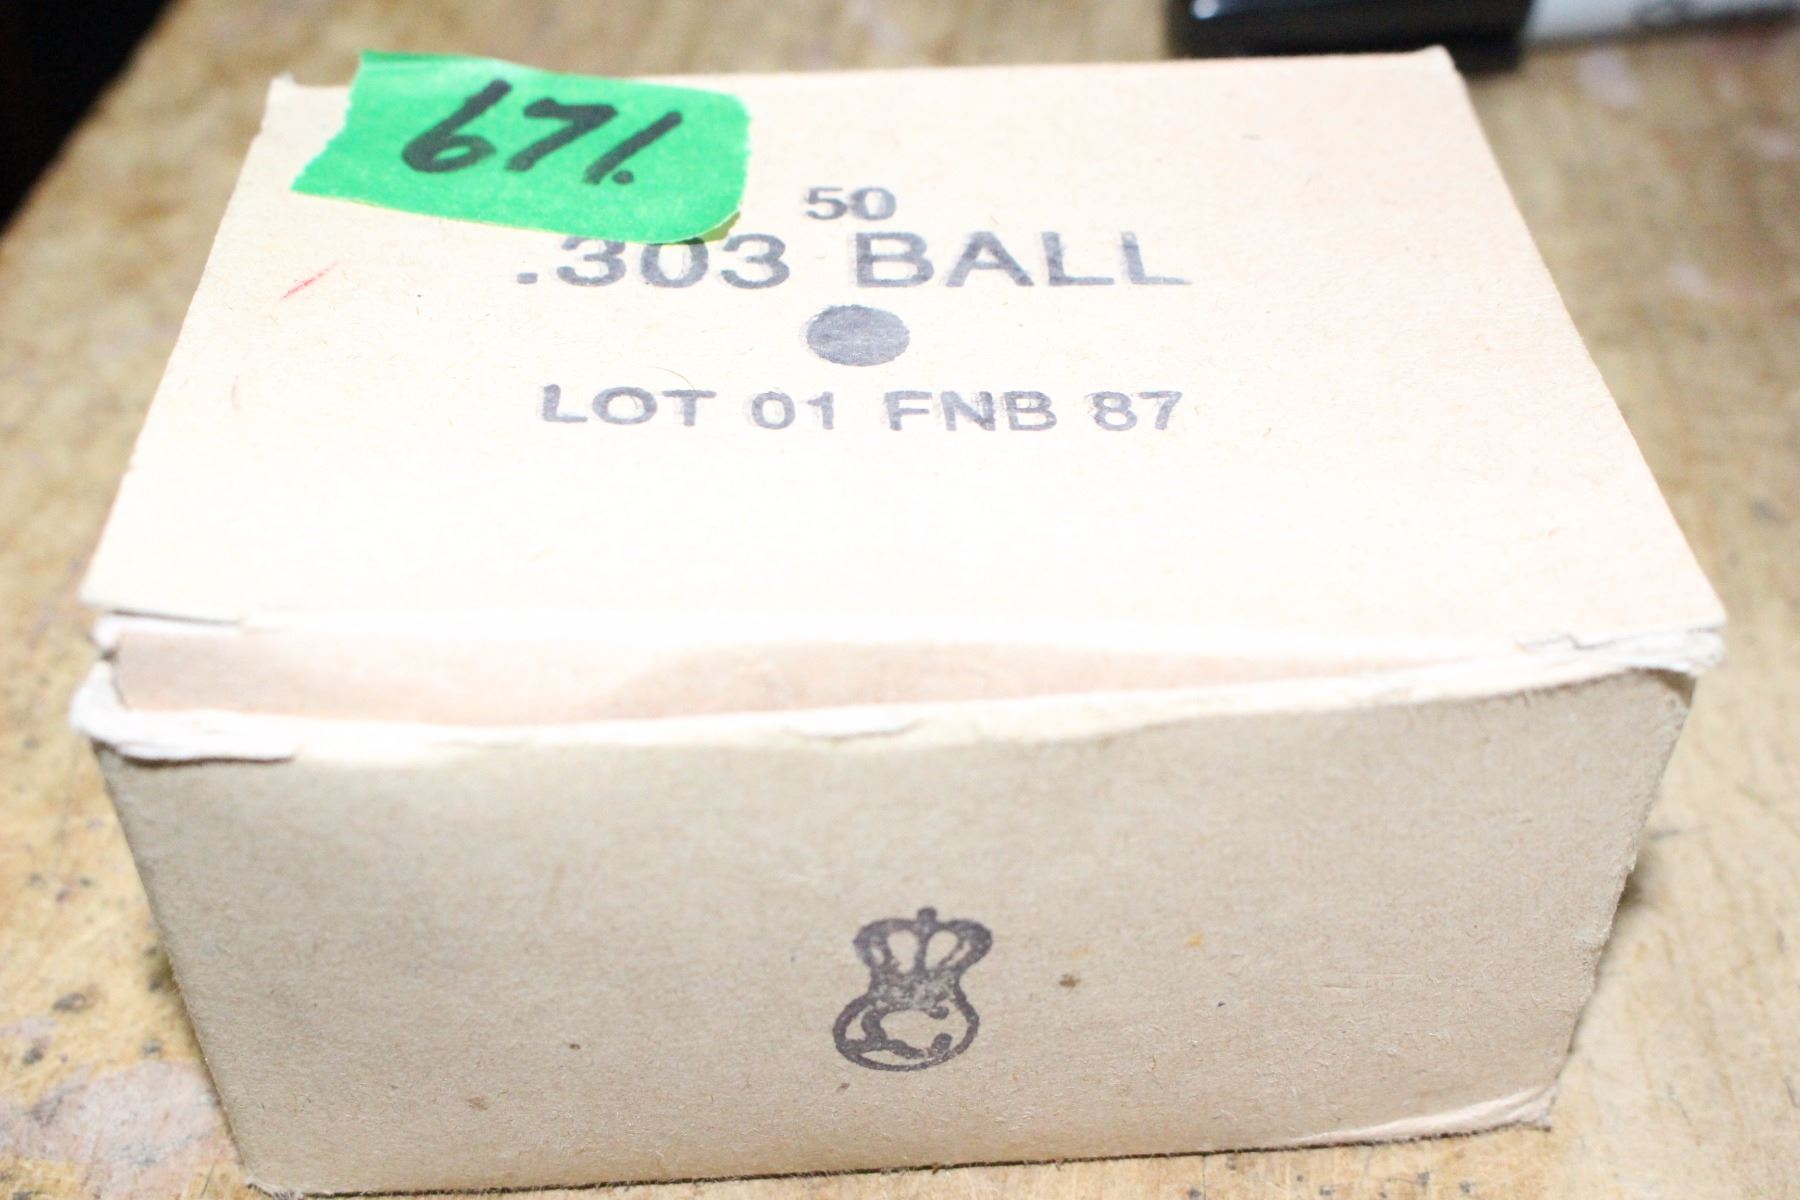 671.
50
.303 BALL
LOT 01 FNB 87